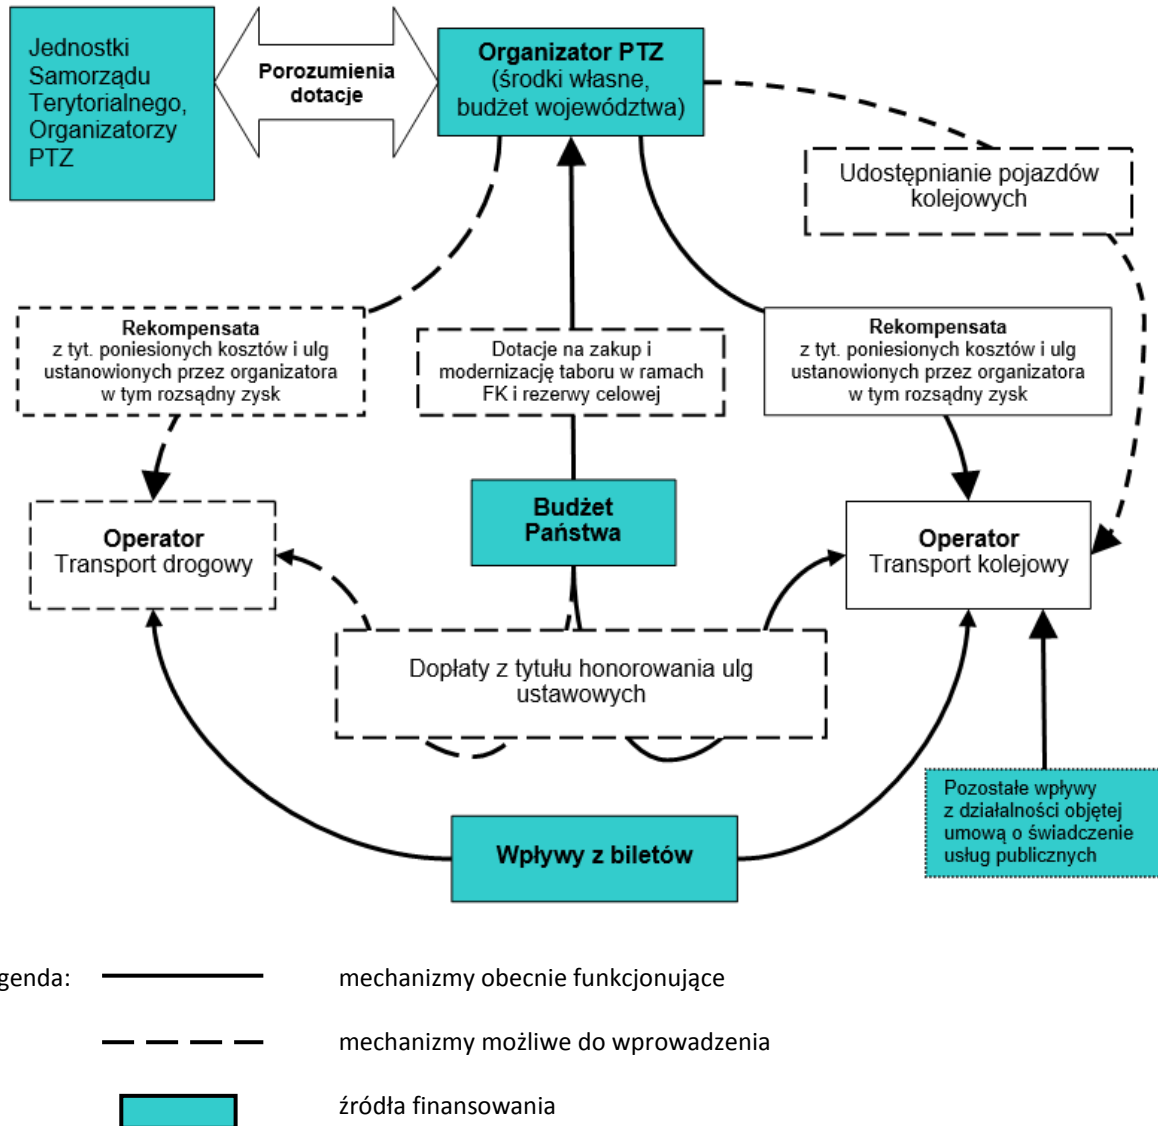 Jednostki
Samorządu
Terytorialnego,
Organizatorzy
PTZ
Porozumienia
dotacje
Organizator PTZ
(środki własne,
budżet województwa)
Udostępnianie pojazdów
kolejowych
Rekompensata
z tyt. poniesionych kosztów i ulg
ustanowionych przez organizatora
w tym rozsądny zysk
Dotacje na zakup i
modernizację taboru w ramach
FK i rezerwy celowej
Rekompensata
z tyt. poniesionych kosztów i ulg
ustanowionych przez organizatora
w tym rozsądny zysk
Operator
Transport drogowy
Budżet
Państwa
Operator
Transport kolejowy
Dopłaty z tytułu honorowania ulg
ustawowych
Pozostałe wpływy
z działalności objętej
umową o świadczenie
usług publicznych
Wpływy z biletów
genda:
mechanizmy obecnie funkcjonujące
mechanizmy możliwe do wprowadzenia
źródła finansowania